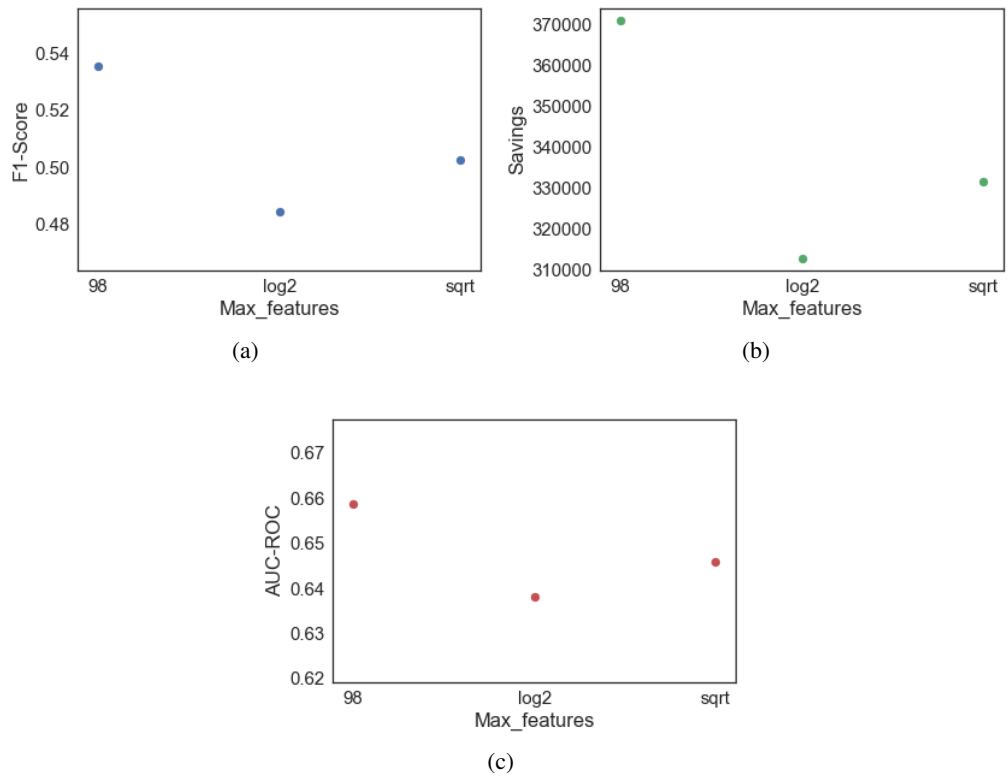 0.54
0.52
0.50
0.48
F1-Score
98 log2 sqrt
Max_features
(a)
370000
360000
350000
340000
330000
320000
310000
Savings
98 log2 sqrt
Max_features
(b)
0.67
0.66
0.65
0.64
0.63
0.62
AUC-ROC
98 log2 sqrt
Max_features
(c)